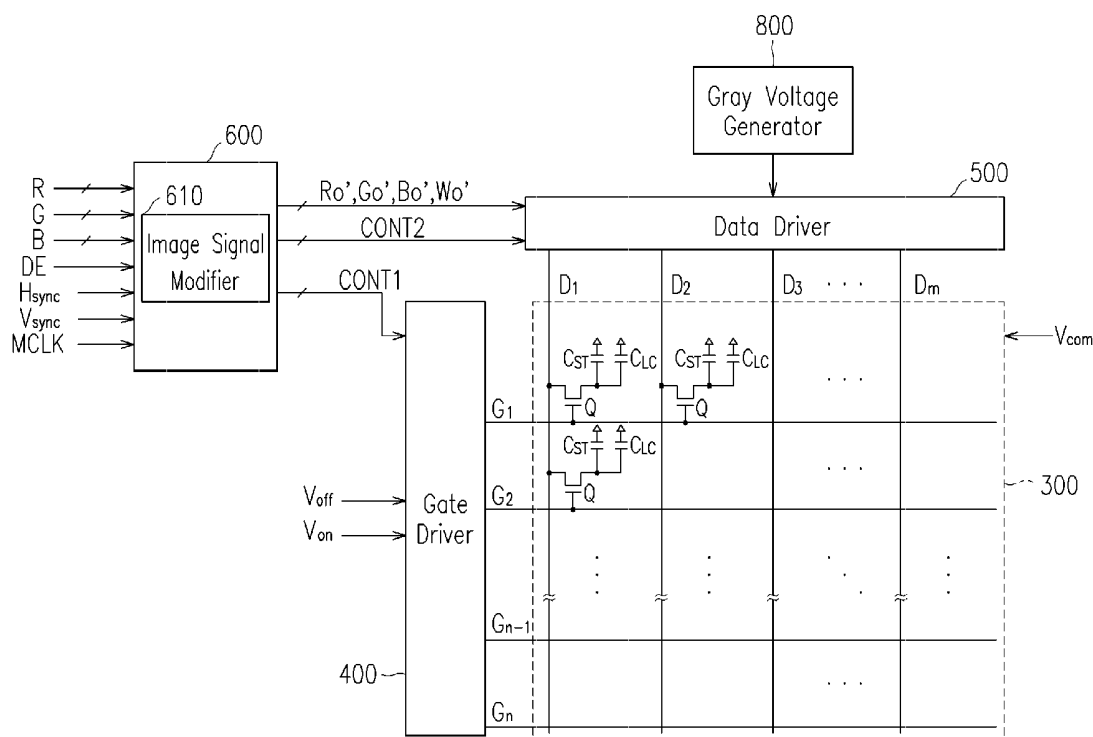 800
Gray Voltage
Generator
600
R
G
B
DE
Hsync
Vsync
MCLK
610
Image Signal
Modifier
Ro',Go',Bo',Wo'
CONT2
CONT1
500
Data Driver
D1 D2 D3 . . . Dm
Vcom
CST CLC CST CLC . . .
Q Q
G1
CST CLC . . .
Q
G2
300
Voff
Von
Gate
Driver
Gn-1
400
. . .
Gn